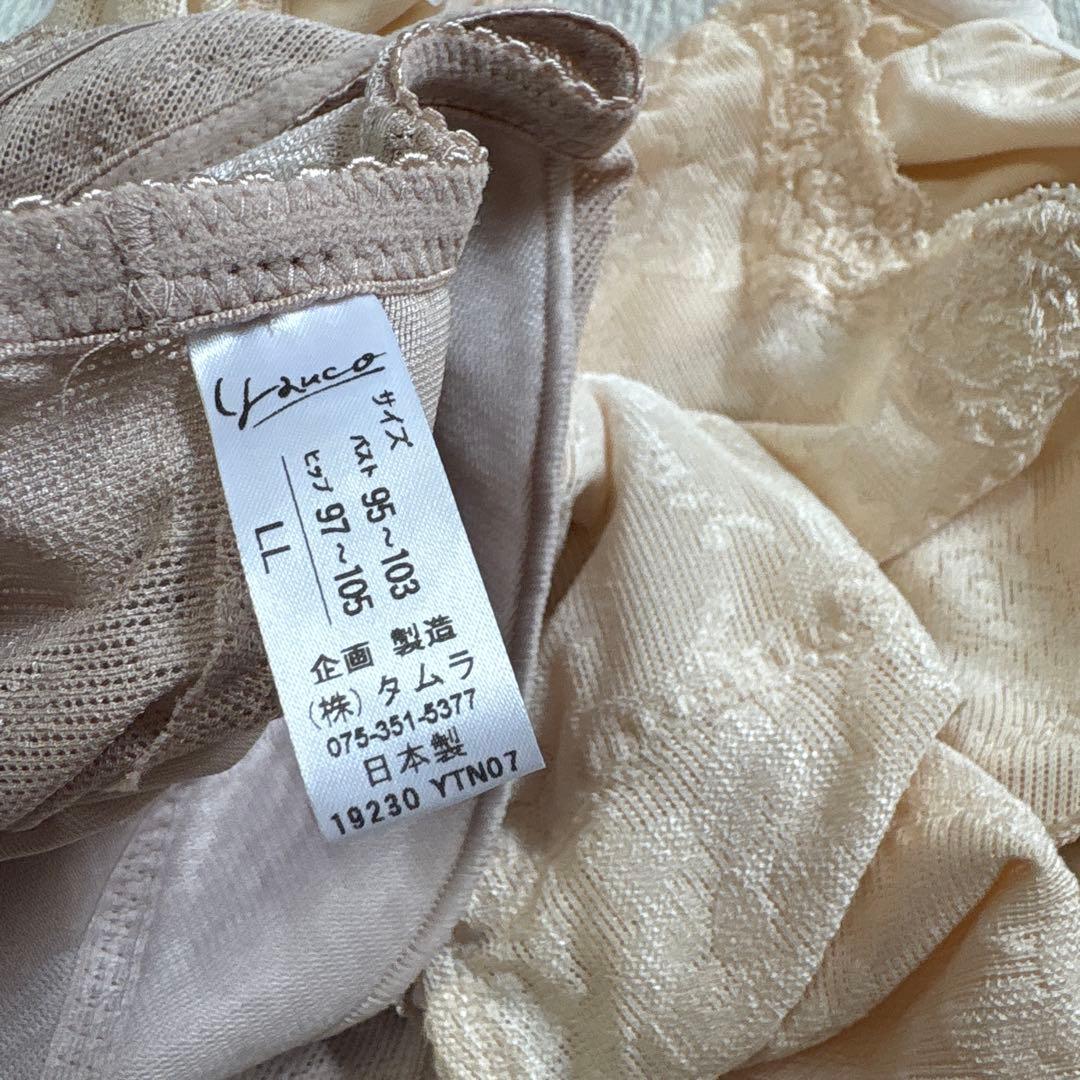 yauco
サイズ
バスト 95～103
ヒップ 97～105
LL
企画 製造
(株)タムラ
075-351-5377
日本製
19230 YTN07